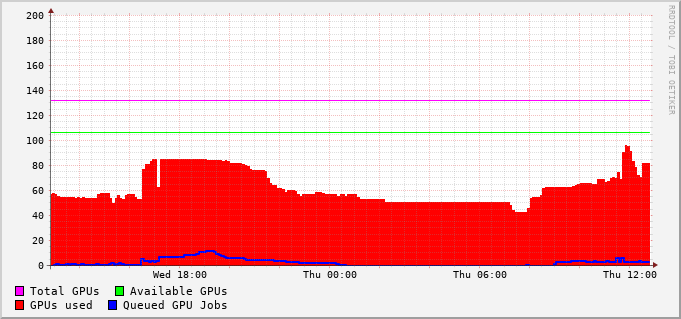 200
180
160
140
120
100
80
60
40
20
0
Wed 18:00 Thu 00:00 Thu 06:00 Thu 12:00
Total GPUs Available GPUs
GPUs used Queued GPU Jobs
RRDTOOL / TOBI OETIKER